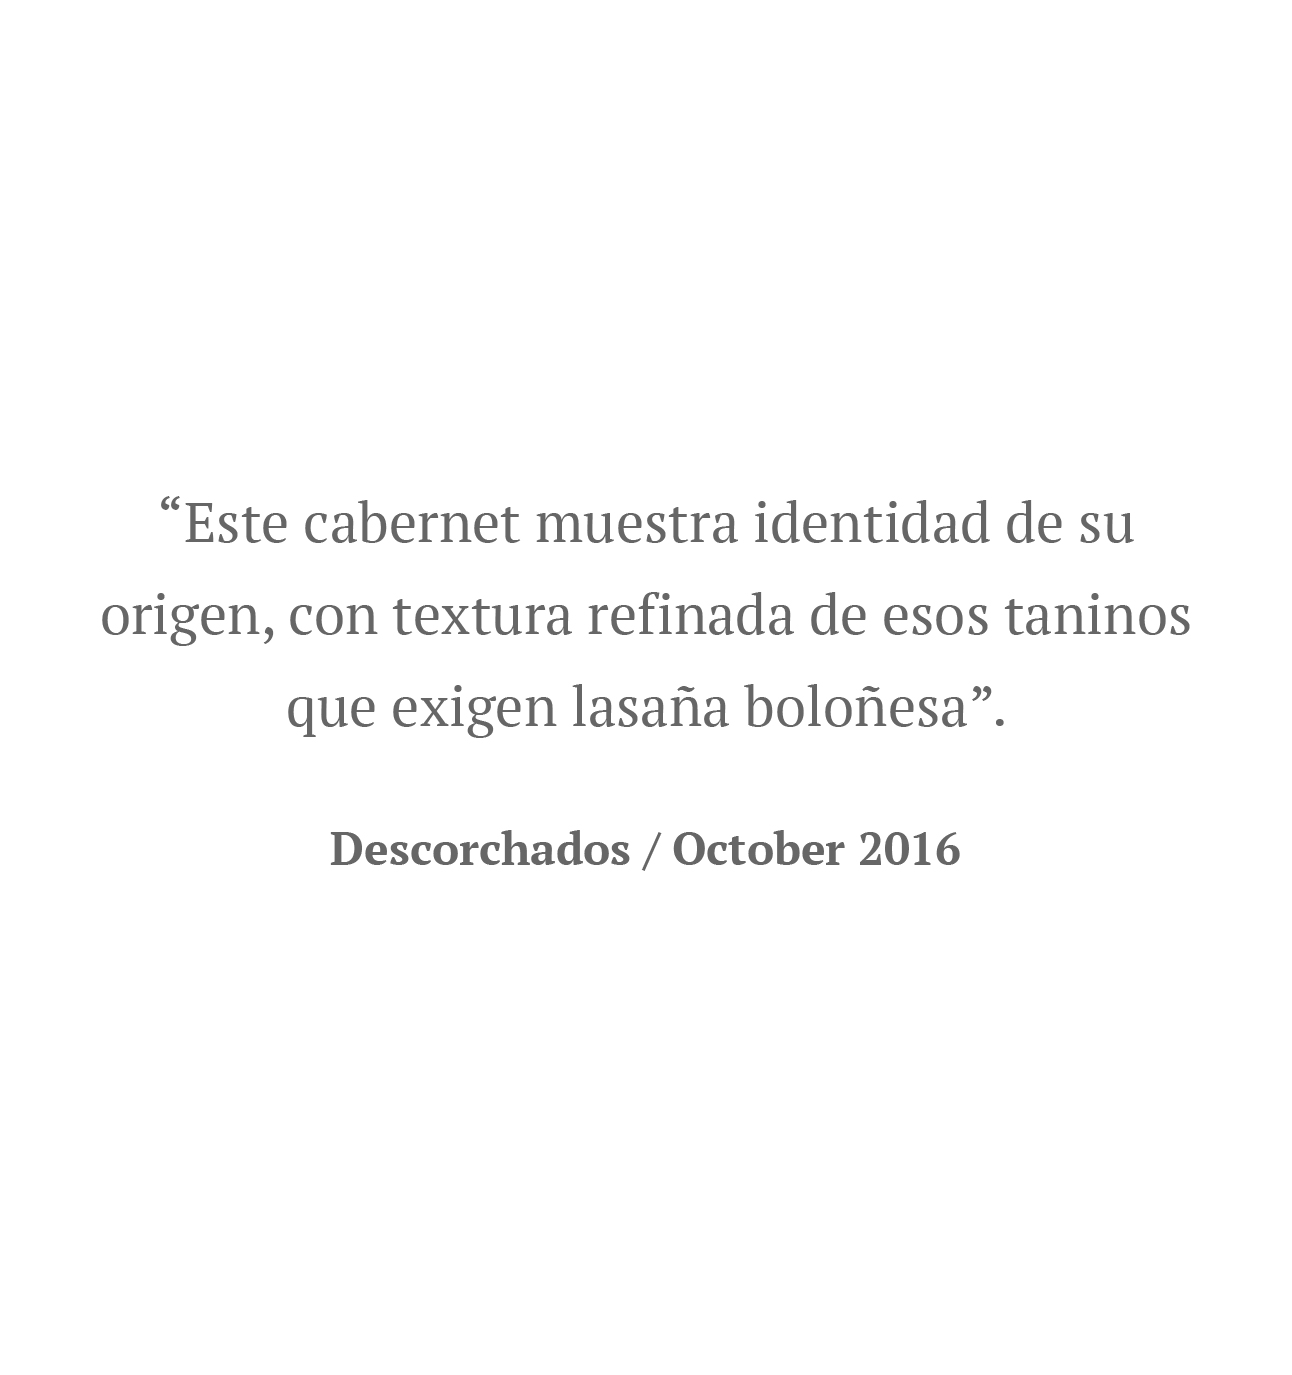 “Este cabernet muestra identidad de su
origen, con textura refinada de esos taninos
que exigen lasaña boloñesa”.
Descorchados / October 2016